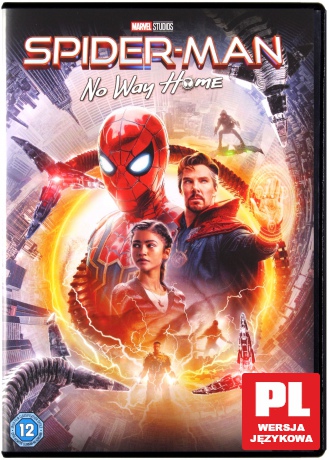 MARVEL STUDIOS
SPIDER-MAN
No Way Home
PL
WERSJA
JĘZYKOWA
12